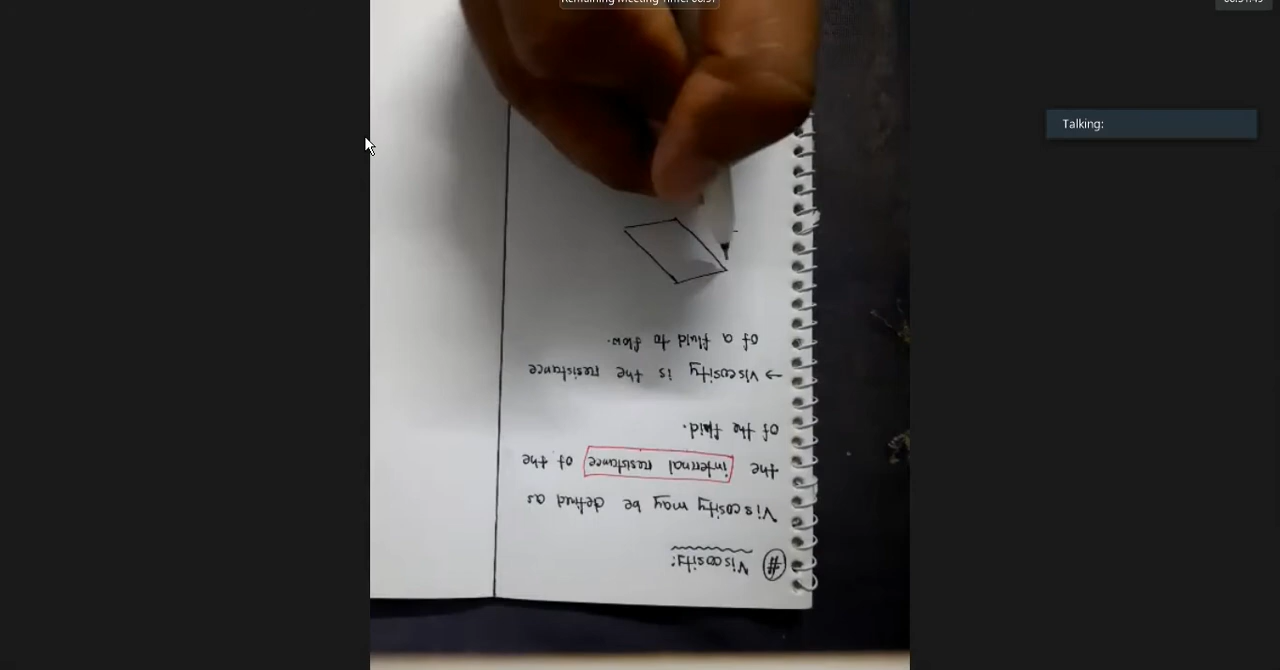 Talking:
# Viscosity:
Viscosity may be defined as
the internal resistance of the
of the fluid.
→ Viscosity is the resistance
of a fluid to flow.